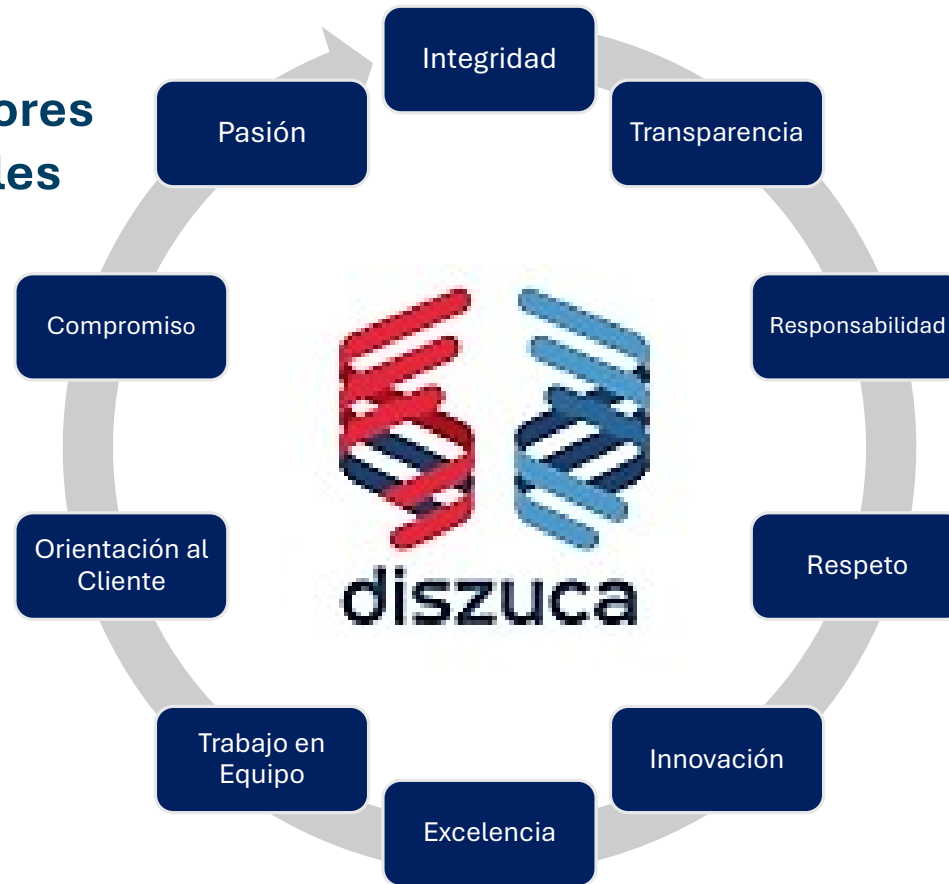 ores
les
Integridad
Transparencia
Responsabilidad
Respeto
Innovación
Excelencia
Trabajo en
Equipo
Orientación al
Cliente
Compromiso
Pasión
diszuca